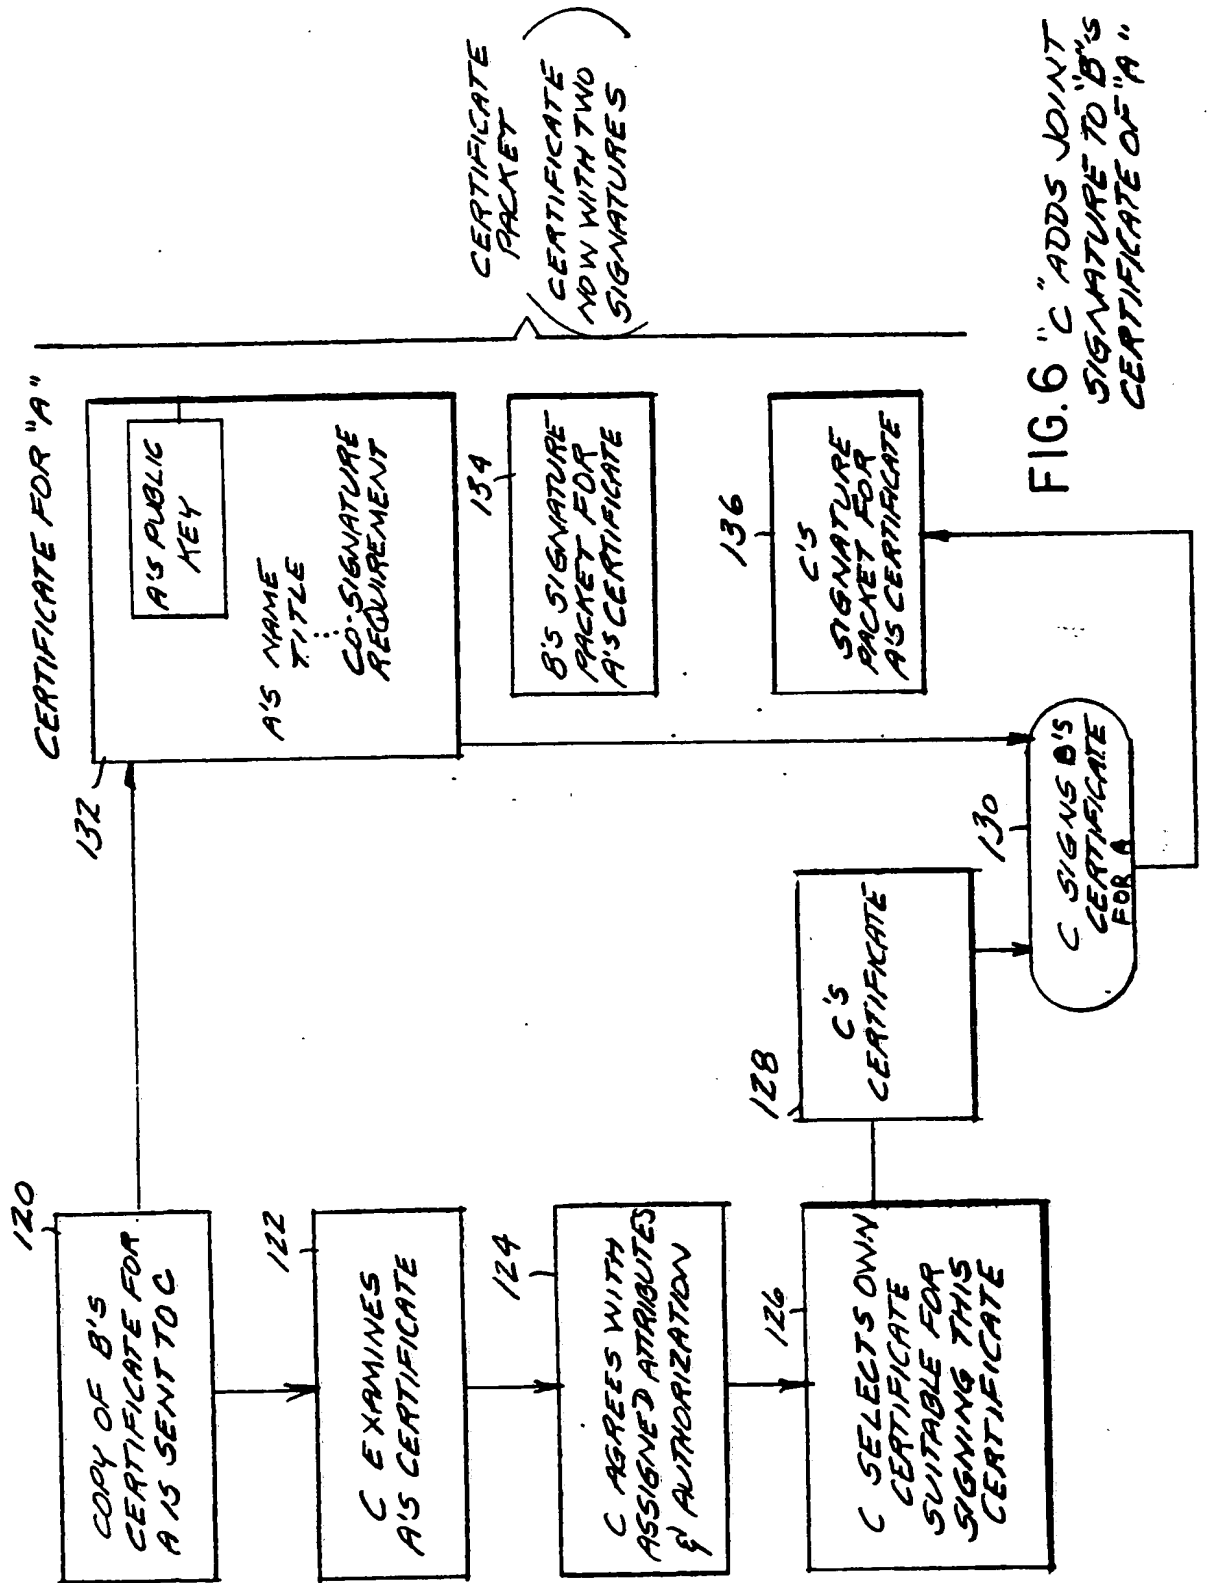 120
COPY OF B'S
CERTIFICATE FOR
A IS SENT TO C
122
C EXAMINES
A'S CERTIFICATE
124
C AGREES WITH
ASSIGNED ATTRIBUTES
& AUTHORIZATION
126
C SELECTS OWN
CERTIFICATE
SUITABLE FOR
SIGNING THIS
CERTIFICATE
128
C'S
CERTIFICATE
130
C SIGNS B'S
CERTIFICATE
FOR A
CERTIFICATE FOR "A"
132
A'S PUBLIC
KEY
A'S NAME
TITLE
CO-SIGNATURE
REQUIREMENT
134
B'S SIGNATURE
PACKET FOR
A'S CERTIFICATE
136
C'S
SIGNATURE
PACKET FOR
A'S CERTIFICATE
CERTIFICATE
PACKET
(CERTIFICATE
NOW WITH TWO
SIGNATURES)
FIG. 6 "C" ADDS JOINT
SIGNATURE TO "B"'S
CERTIFICATE OF "A"